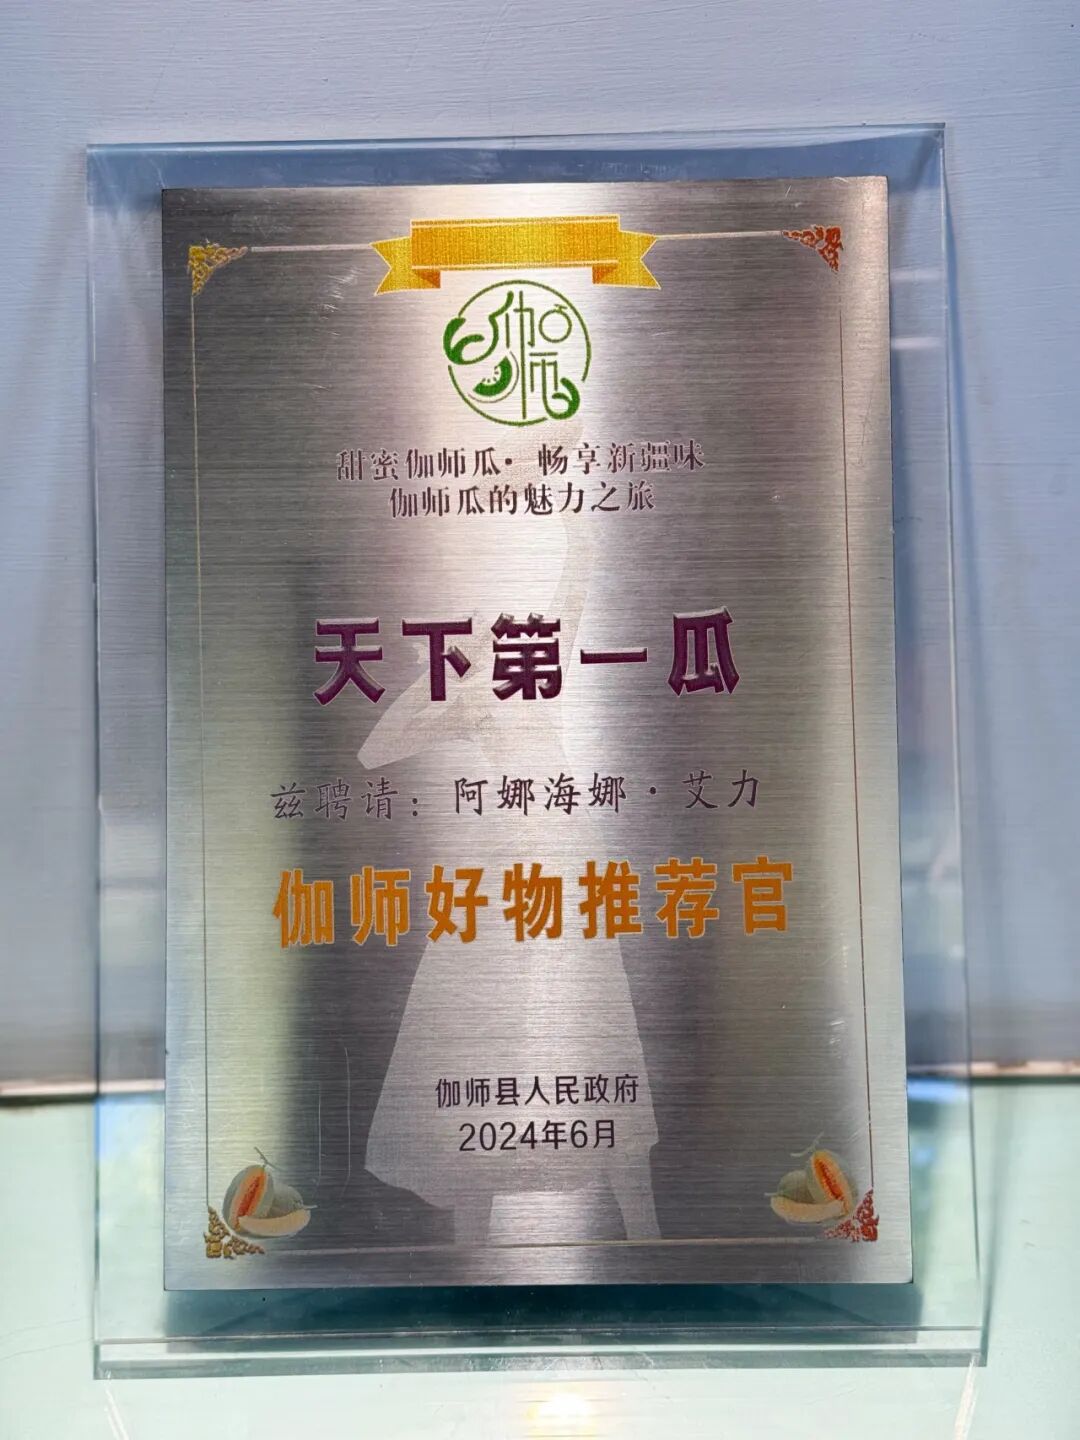 伽师
甜蜜伽师瓜·畅享新疆味
伽师瓜的魅力之旅
天下第一瓜
兹聘请：阿娜海娜·艾力
伽师好物推荐官
伽师县人民政府
2024年6月